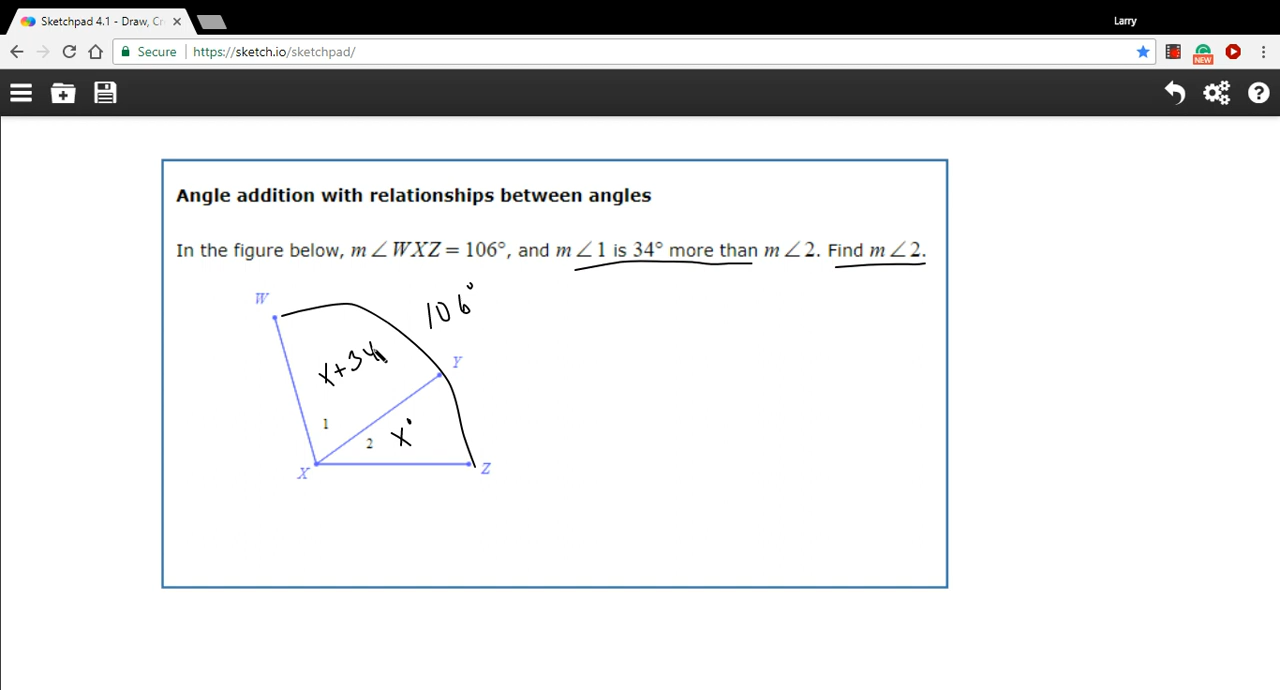 Sketchpad 4.1 - Draw, Cr
Larry
Secure https://sketch.io/sketchpad/
NEW
Angle addition with relationships between angles
In the figure below, m∠WXZ = 106°, and m∠1 is 34° more than m∠2. Find m∠2.
W
106°
x+34
Y
1
2 x°
X
Z